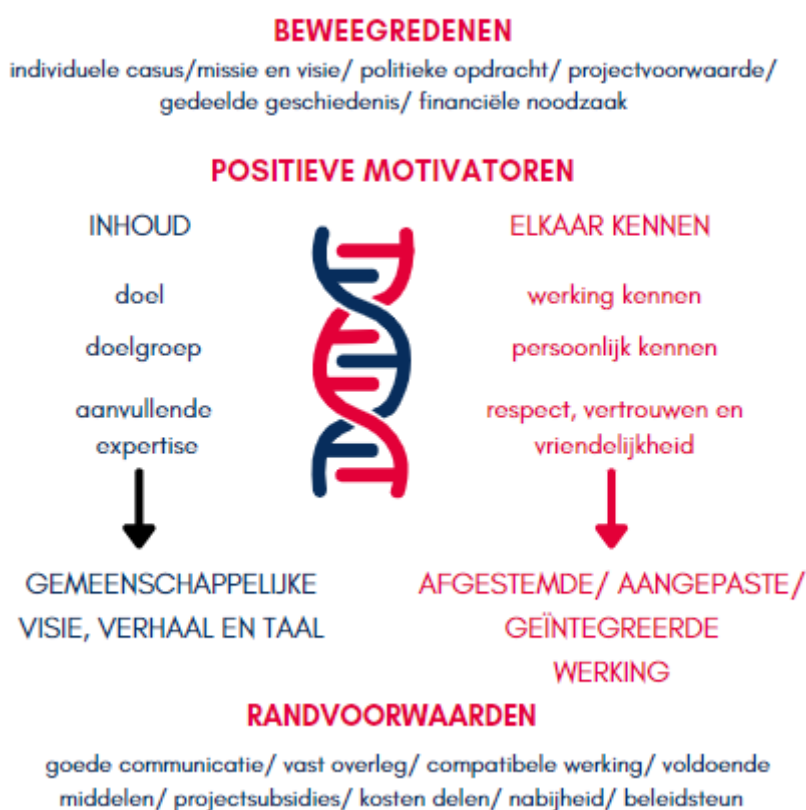 BEWEEGREDENEN
individuele casus/missie en visie/ politieke opdracht/ projectvoorwaarde/
gedeelde geschiedenis/ financiële noodzaak
POSITIEVE MOTIVATOREN
INHOUD
doel
doelgroep
aanvullende
expertise
GEMEENSCHAPPELIJKE
VISIE, VERHAAL EN TAAL
ELKAAR KENNEN
werking kennen
persoonlijk kennen
respect, vertrouwen en
vriendelijkheid
AFGESTEMDE/ AANGEPASTE/
GEÏNTEGREERDE
WERKING
RANDVOORWAARDEN
goede communicatie/ vast overleg/ compatibele werking/ voldoende
middelen/ projectsubsidies/ kosten delen/ nabijheid/ beleidsteun